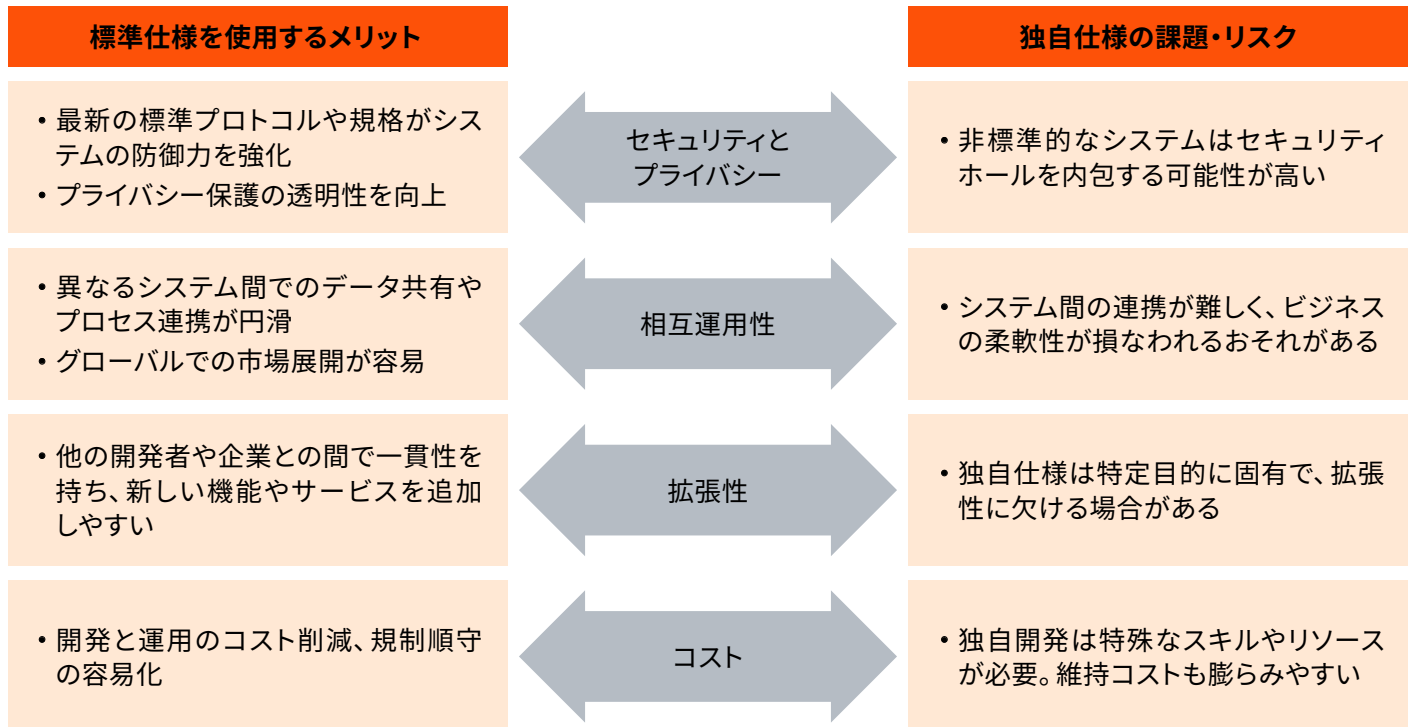 標準仕様を使用するメリット
独自仕様の課題・リスク
・最新の標準プロトコルや規格がシス
テムの防御力を強化
・プライバシー保護の透明性を向上
セキュリティと
プライバシー
・非標準的なシステムはセキュリティ
ホールを内包する可能性が高い
・異なるシステム間でのデータ共有や
プロセス連携が円滑
・グローバルでの市場展開が容易
相互運用性
・システム間の連携が難しく、ビジネス
の柔軟性が損なわれるおそれがある
・他の開発者や企業との間で一貫性を
持ち、新しい機能やサービスを追加
しやすい
拡張性
・独自仕様は特定目的に固有で、拡張
性に欠ける場合がある
・開発と運用のコスト削減、規制順守
の容易化
コスト
・独自開発は特殊なスキルやリソース
が必要。維持コストも膨らみやすい